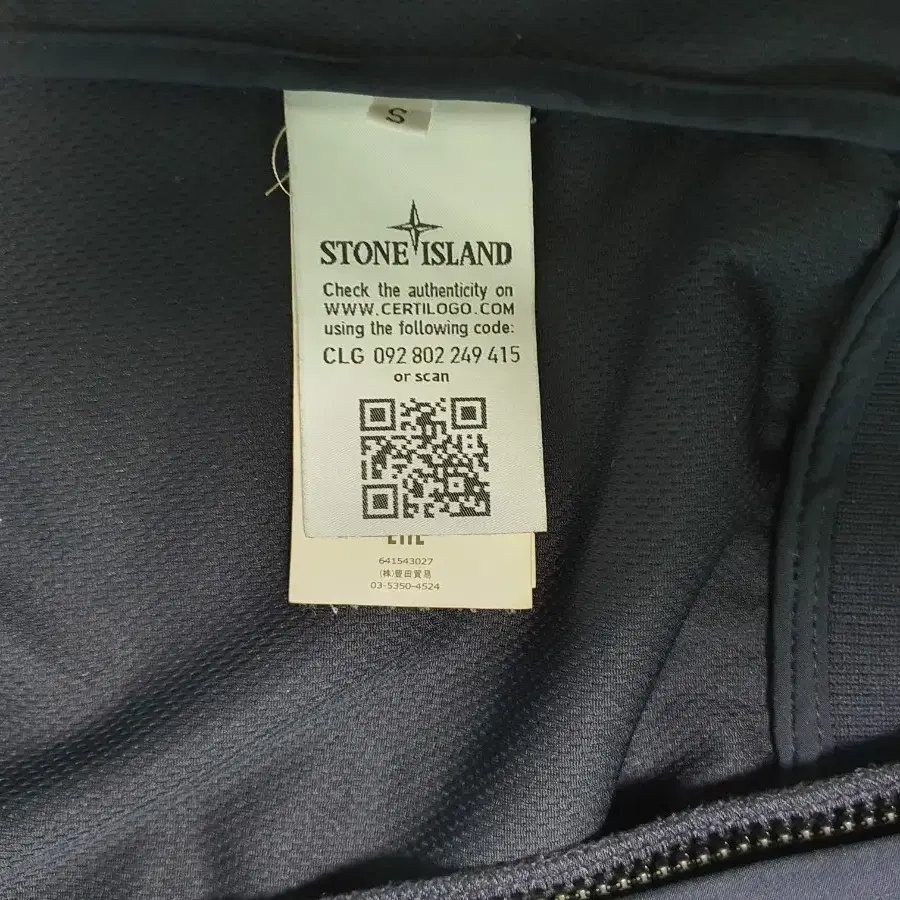 S
STONE ISLAND
Check the authenticity on
WWW.CERTILOGO.COM
using the following code:
CLG 092 802 249 415
or scan
641543027
(株)豊田貿易
03-5350-4524